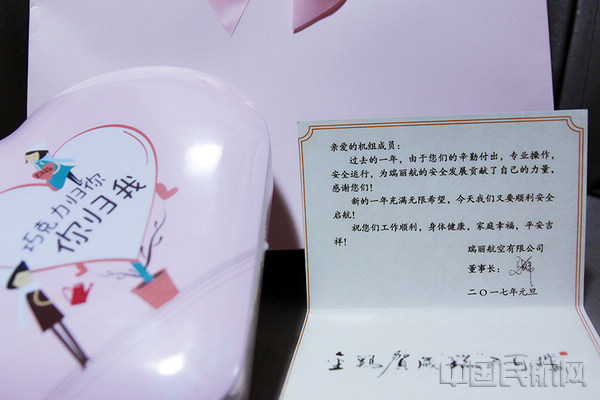 巧克力归你
你归我
亲爱的机组成员：
过去的一年，由于您们的辛勤付出，专业操作，
安全运行，为瑞丽航的安全发展贡献了自己的力量，
感谢您们！
新的一年充满无限希望，今天我们又要顺利安全
启航！
祝您们工作顺利，身体健康，家庭幸福，平安吉
祥！
瑞丽航空有限公司
董事长：
二〇一七年元旦
金鸡贺岁
中国民航网